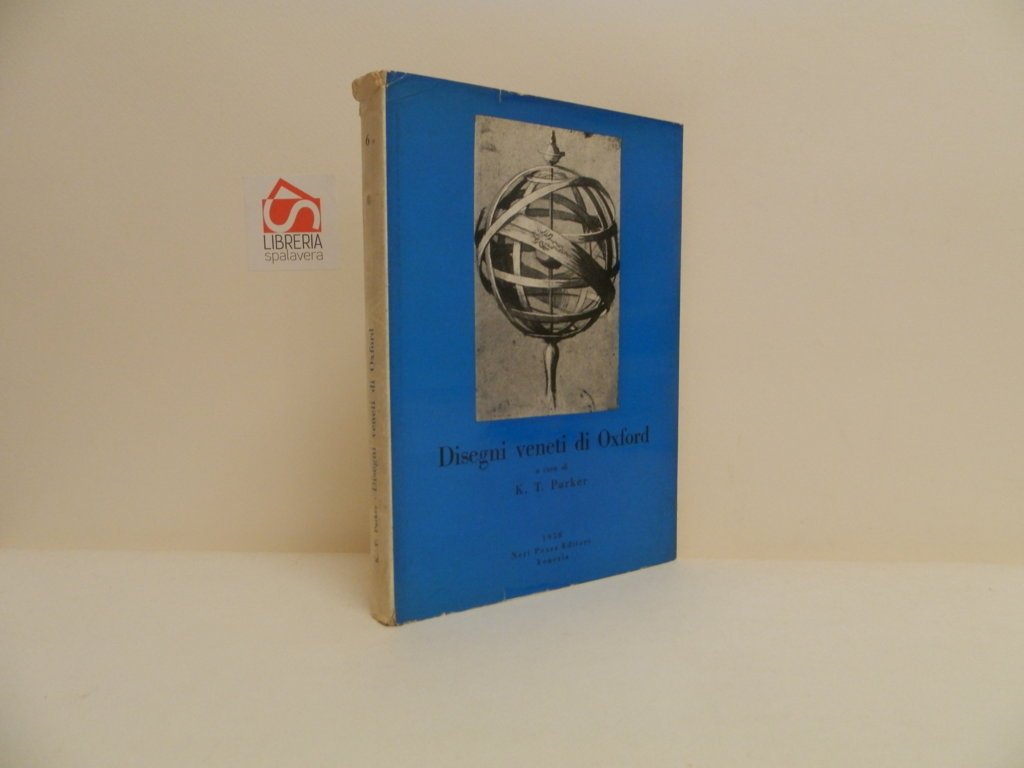 LIBRERIA
spalavera
6
K. T. Parker - Disegni veneti di Oxford
Disegni veneti di Oxford
a cura di
K. T. Parker
1958
Neri Pozza Editore
Venezia